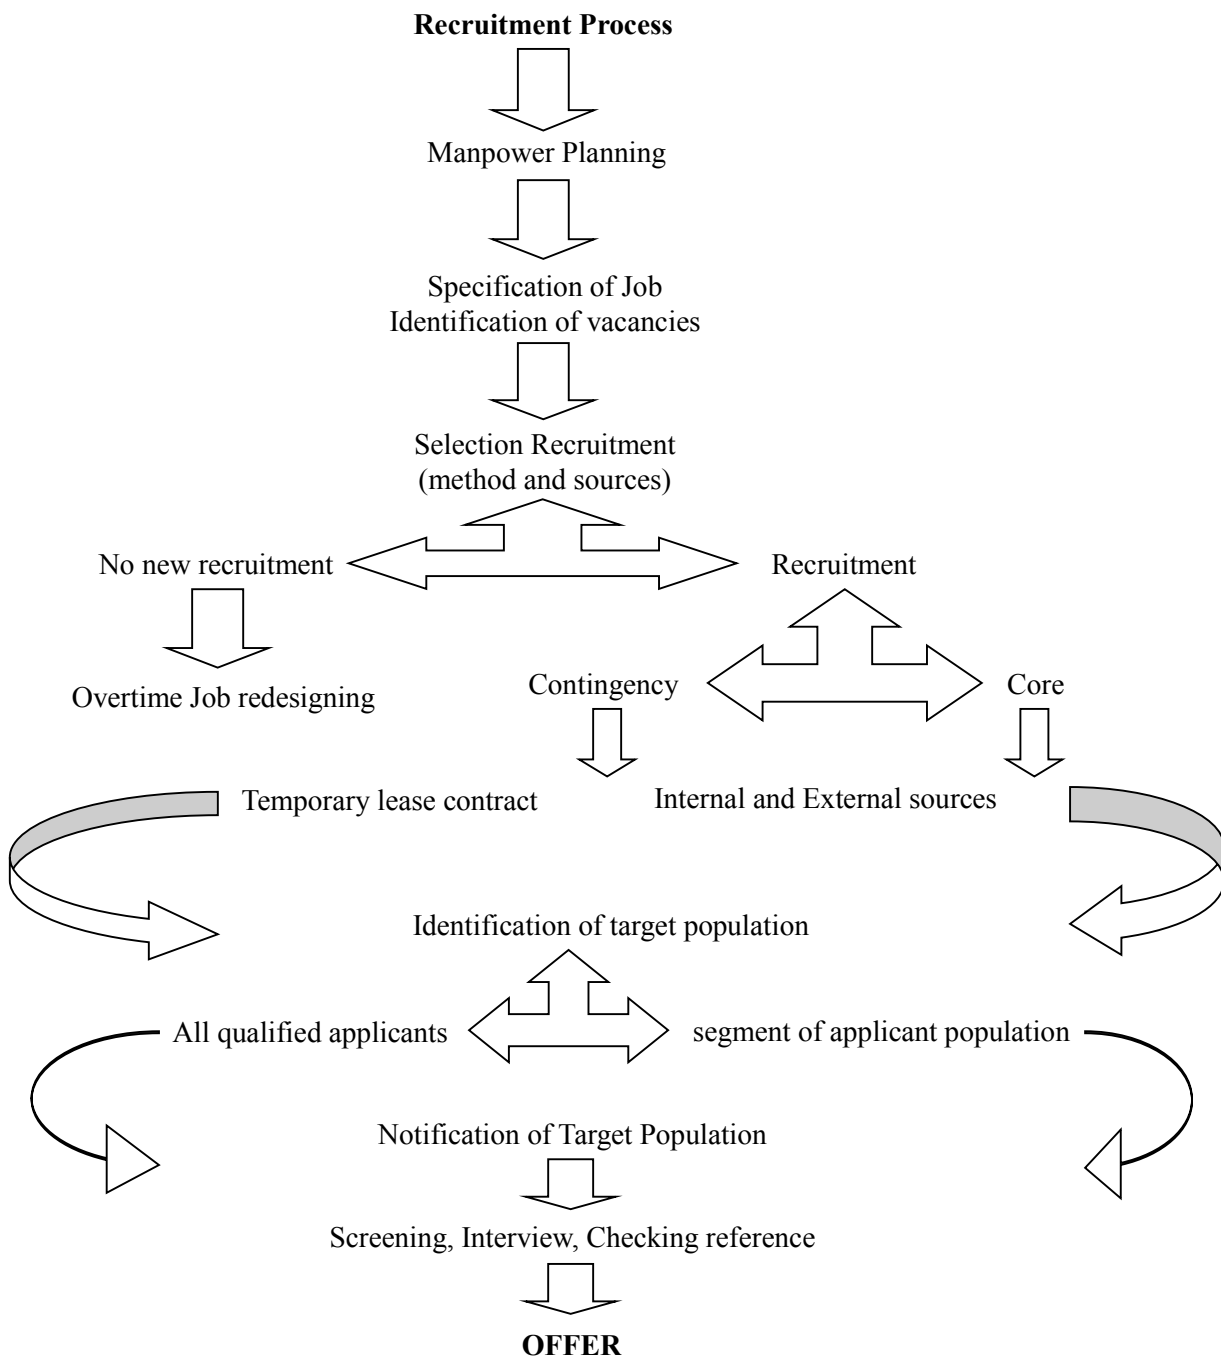 Recruitment Process
Manpower Planning
Specification of Job
Identification of vacancies
Selection Recruitment
(method and sources)
No new recruitment
Recruitment
Overtime Job redesigning
Contingency
Core
Temporary lease contract
Internal and External sources
Identification of target population
All qualified applicants
segment of applicant population
Notification of Target Population
Screening, Interview, Checking reference
OFFER